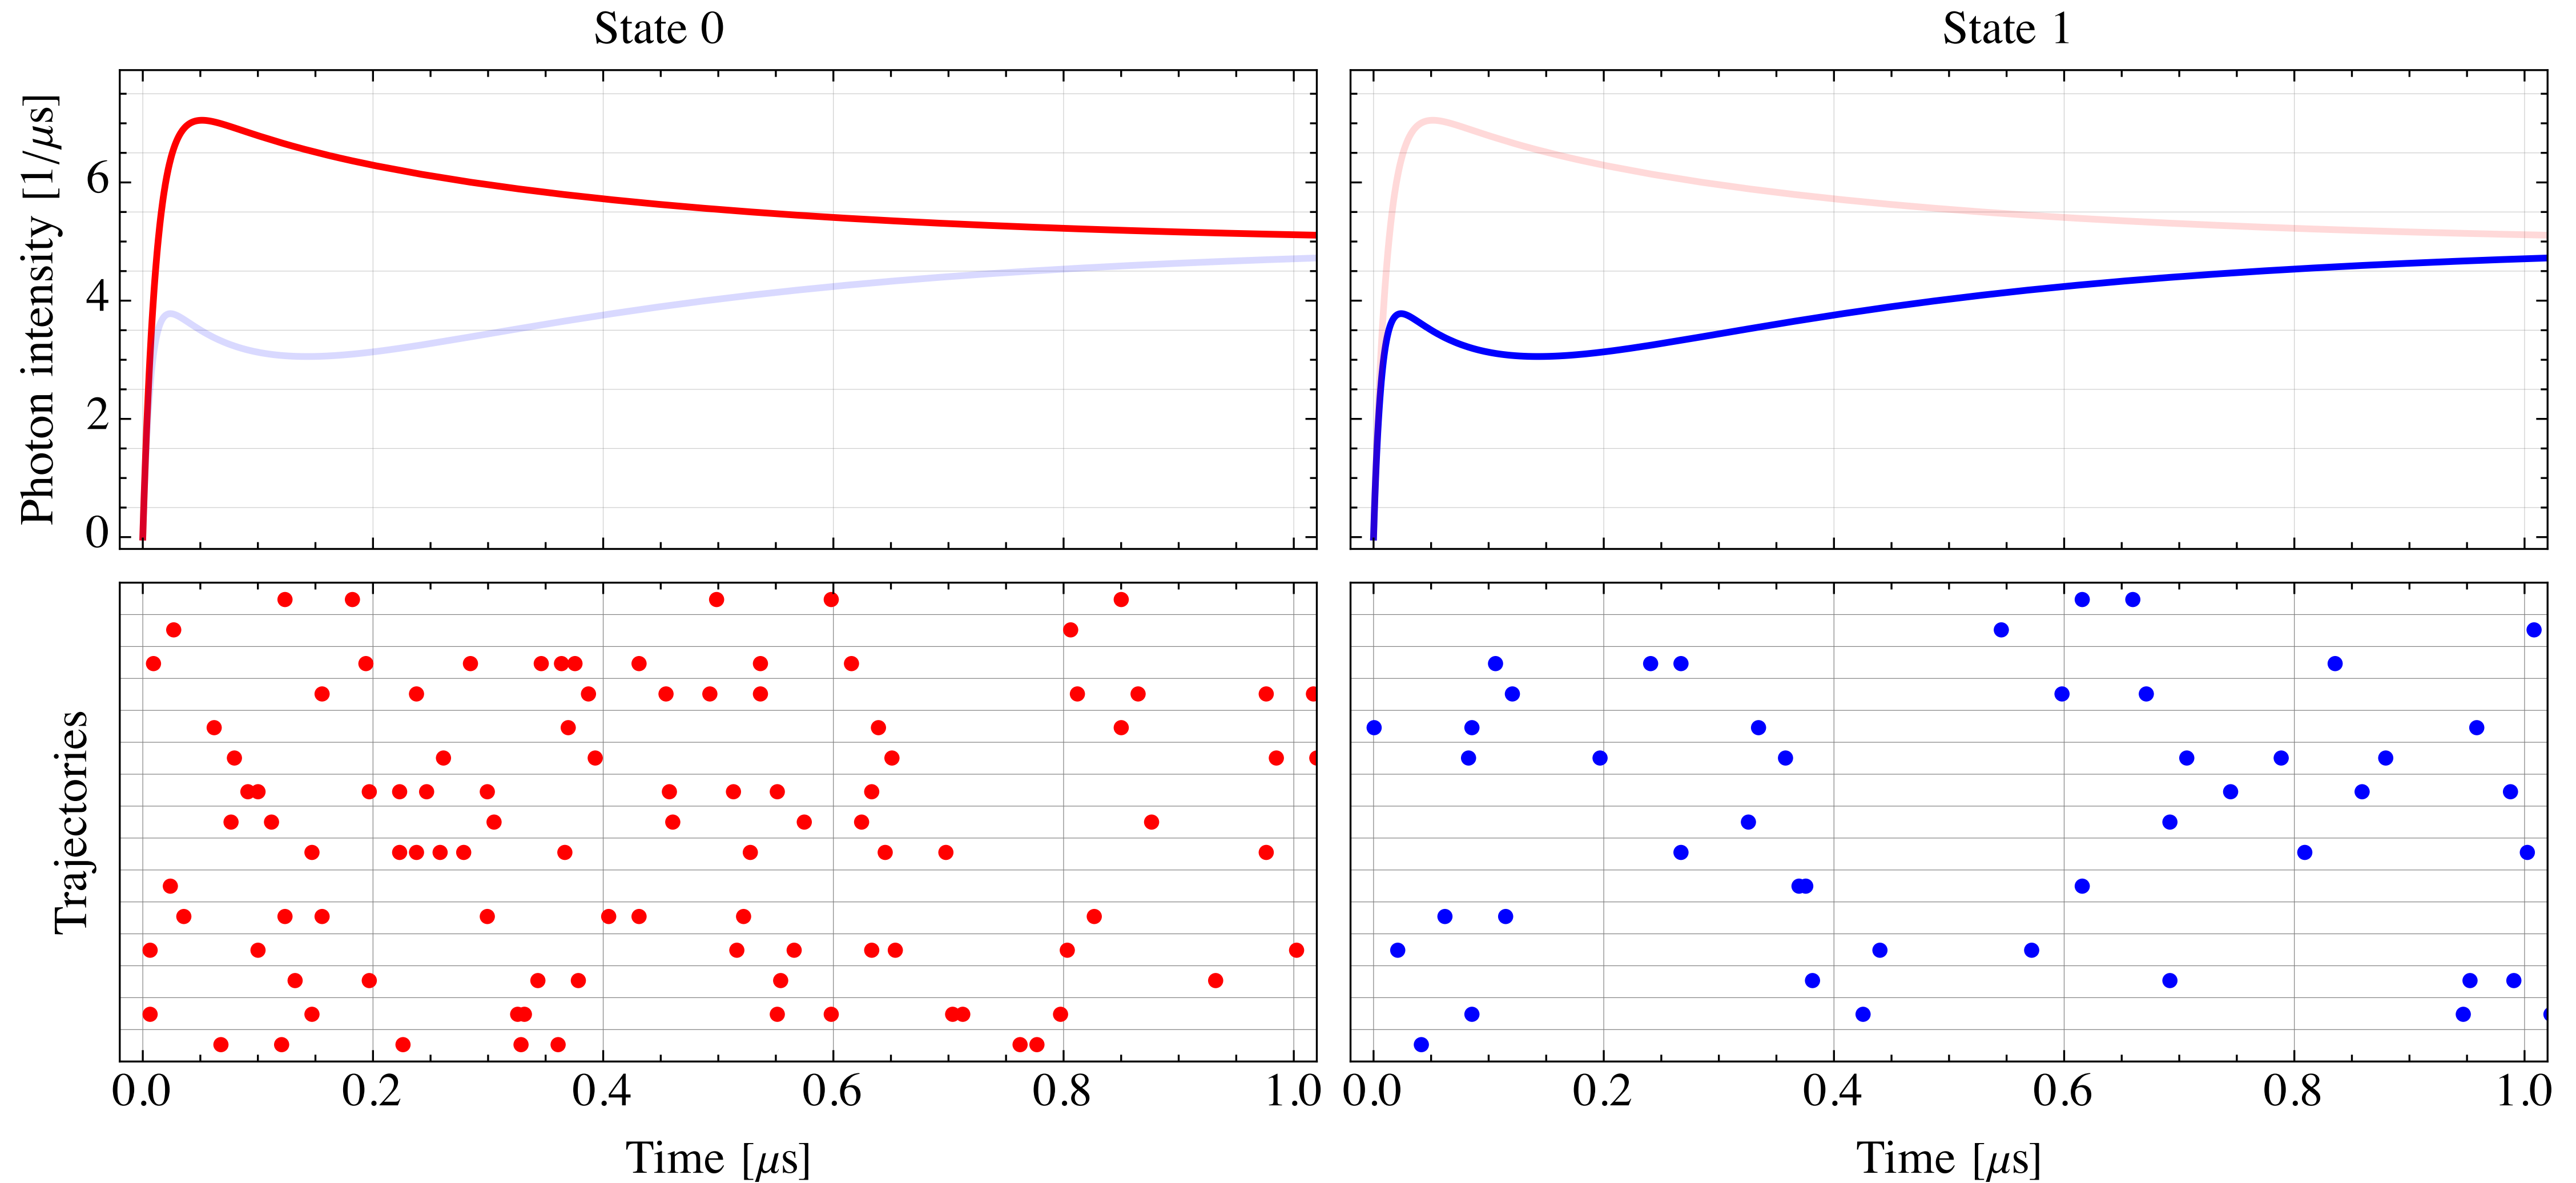 State 0
State 1
Photon intensity [1/μs]
6
4
2
0
Trajectories
0.0 0.2 0.4 0.6 0.8 1.0
0.0 0.2 0.4 0.6 0.8 1.0
Time [μs]
Time [μs]